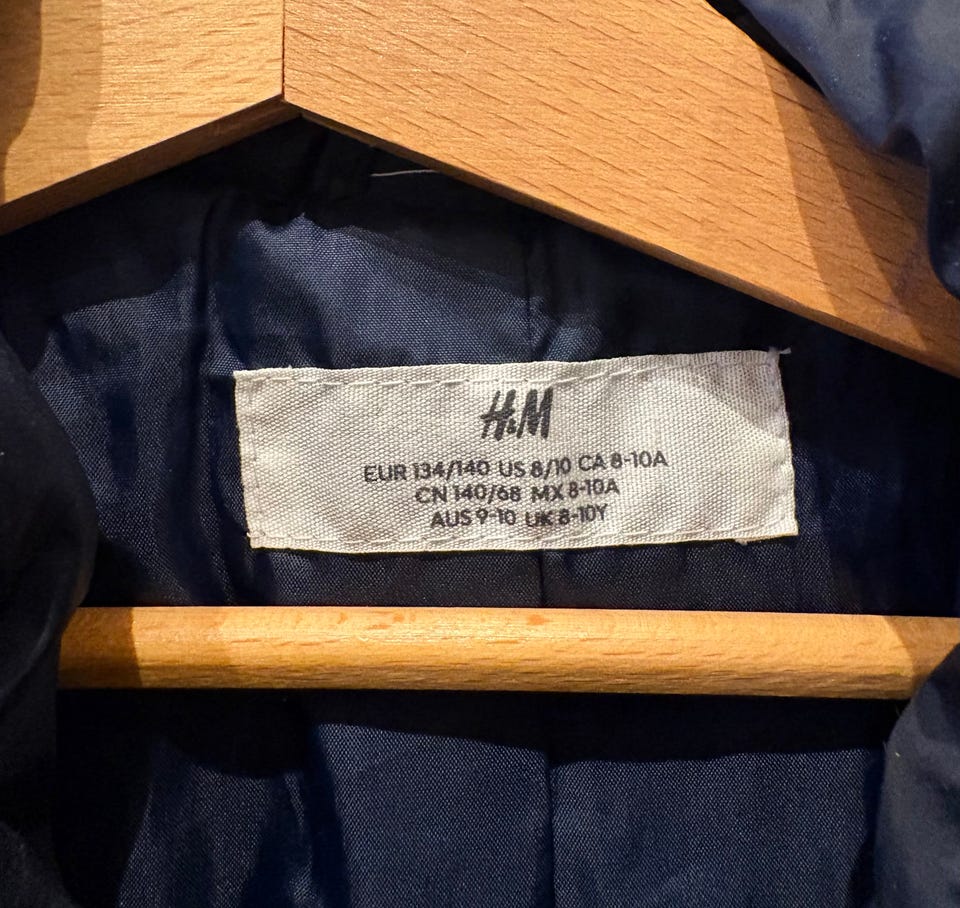 H&M
EUR 134/140 US 8/10 CA 8-10A
CN 140/68 MX 8-10A
AUS 9-10 UK 8-10Y